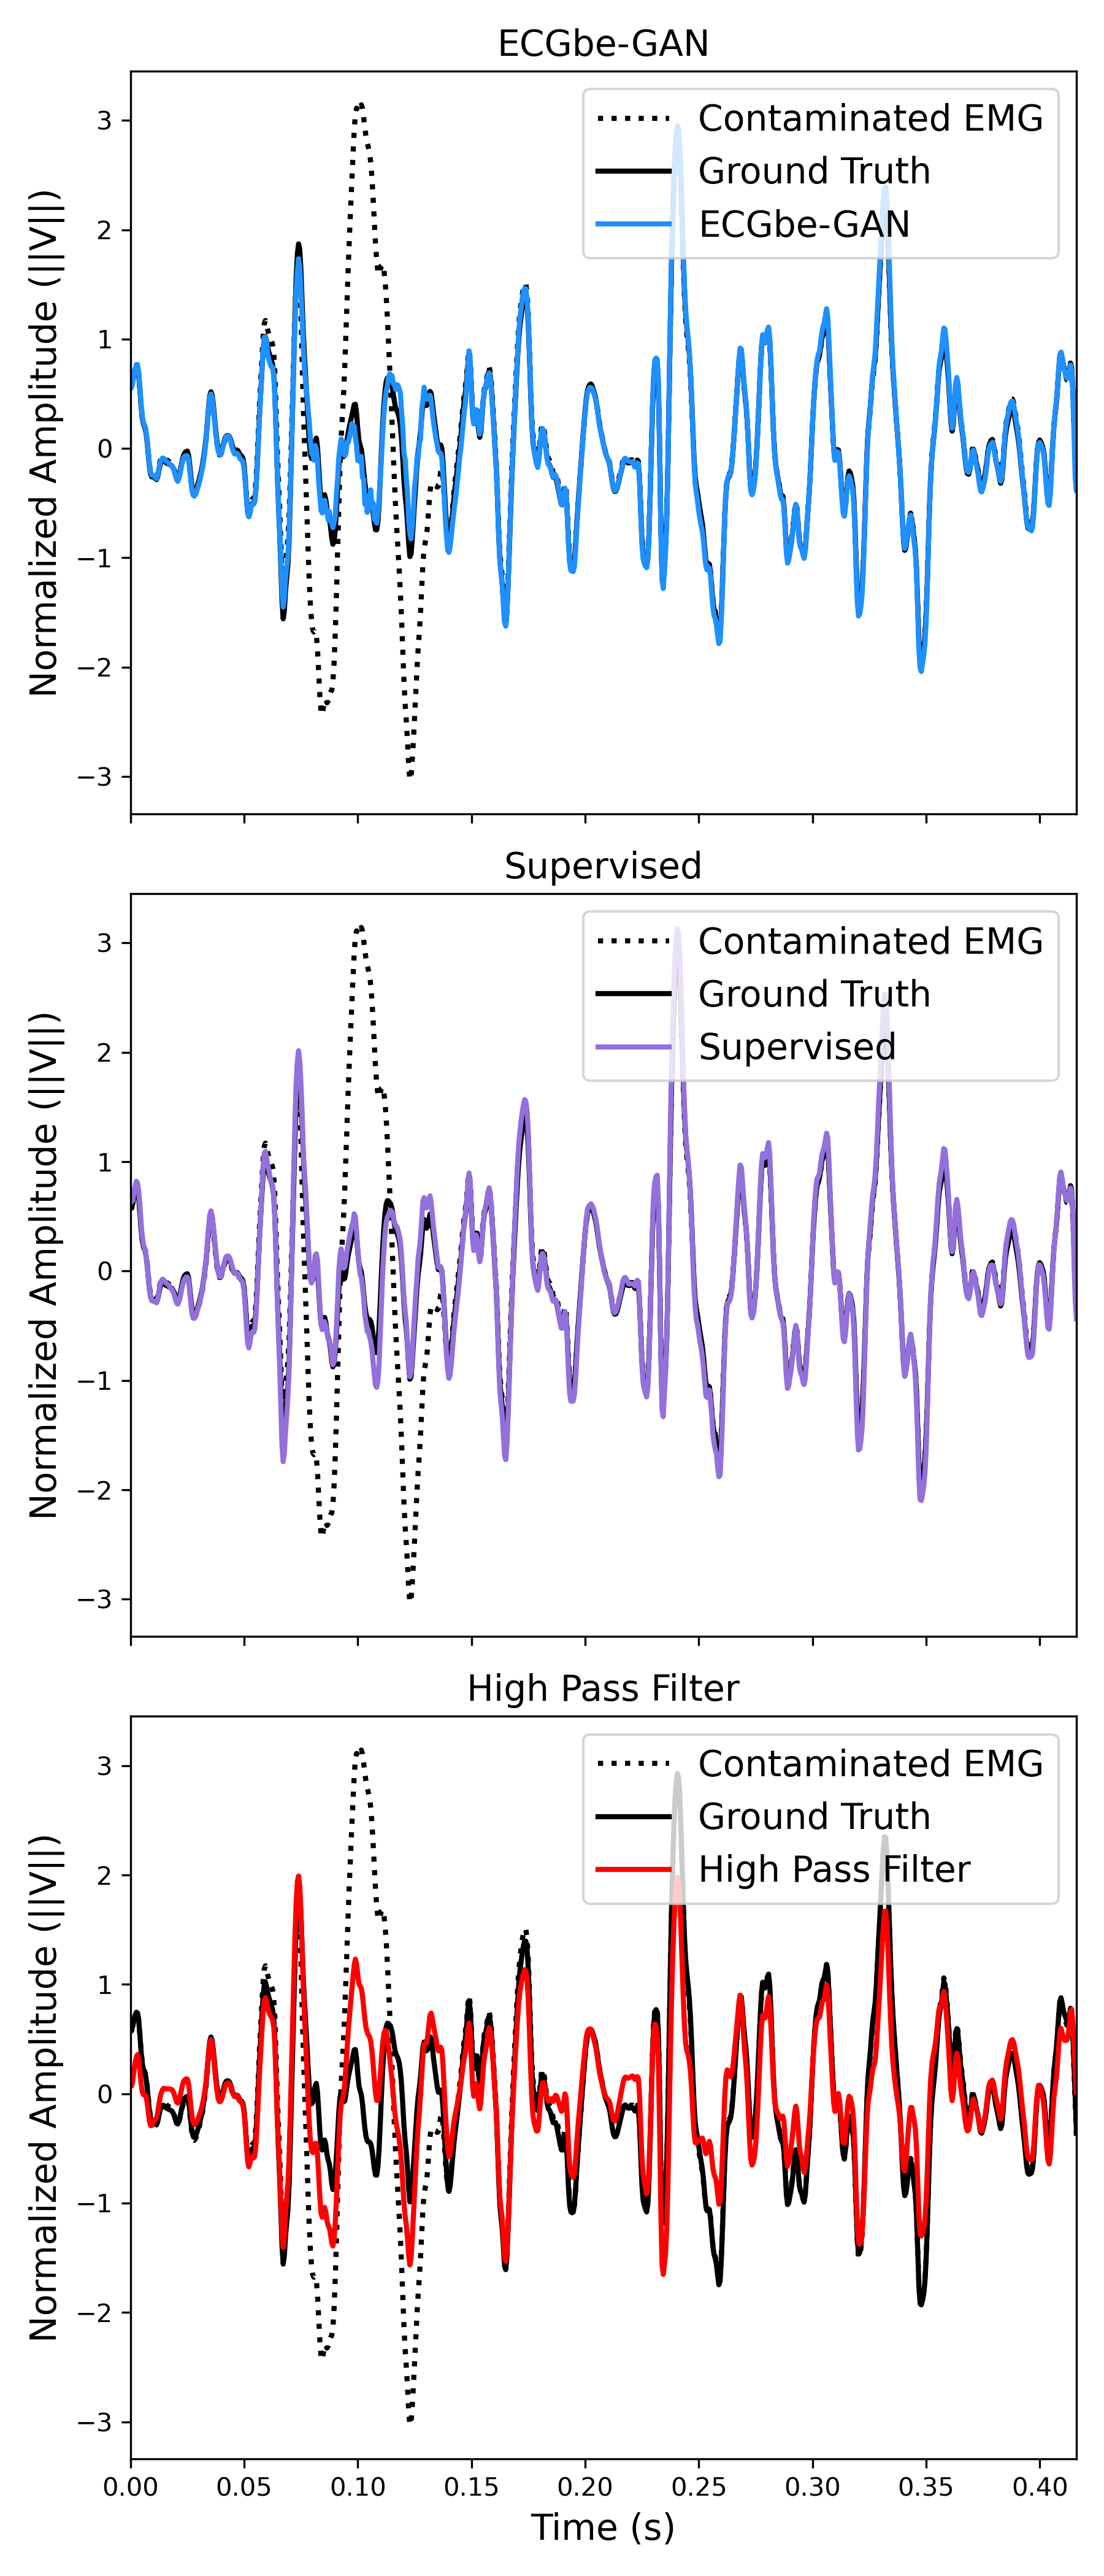 ECGbe-GAN
3
2
1
0
−1
−2
−3
Normalized Amplitude (||V||)
Contaminated EMG
Ground Truth
ECGbe-GAN
Supervised
3
2
1
0
−1
−2
−3
Normalized Amplitude (||V||)
Contaminated EMG
Ground Truth
Supervised
High Pass Filter
3
2
1
0
−1
−2
−3
Normalized Amplitude (||V||)
Contaminated EMG
Ground Truth
High Pass Filter
0.00 0.05 0.10 0.15 0.20 0.25 0.30 0.35 0.40
Time (s)